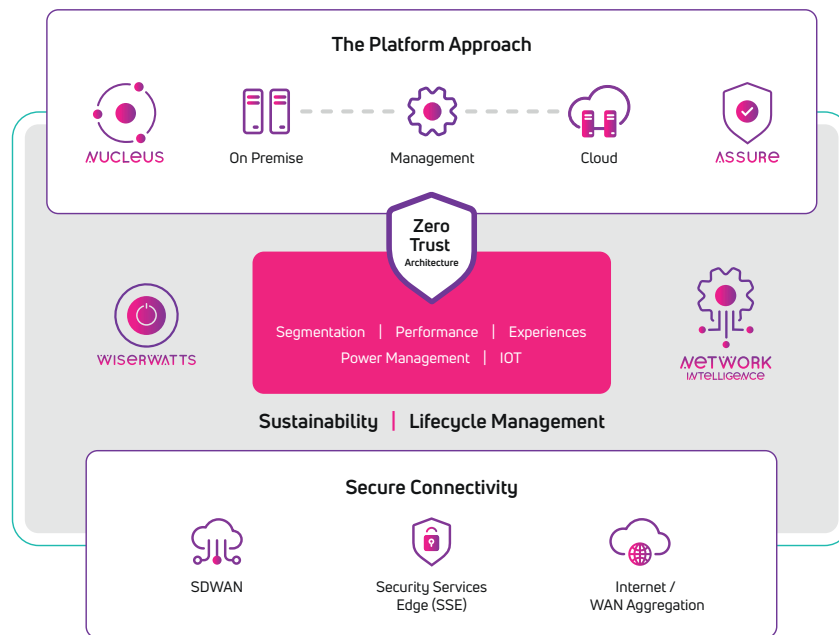 The Platform Approach
NUCLEUS
On Premise
Management
Cloud
ASSURE
Zero
Trust
Architecture
Segmentation | Performance | Experiences
Power Management | IOT
WISERWATTS
NETWORK
INTELLIGENCE
Sustainability | Lifecycle Management
Secure Connectivity
SDWAN
Security Services
Edge (SSE)
Internet /
WAN Aggregation